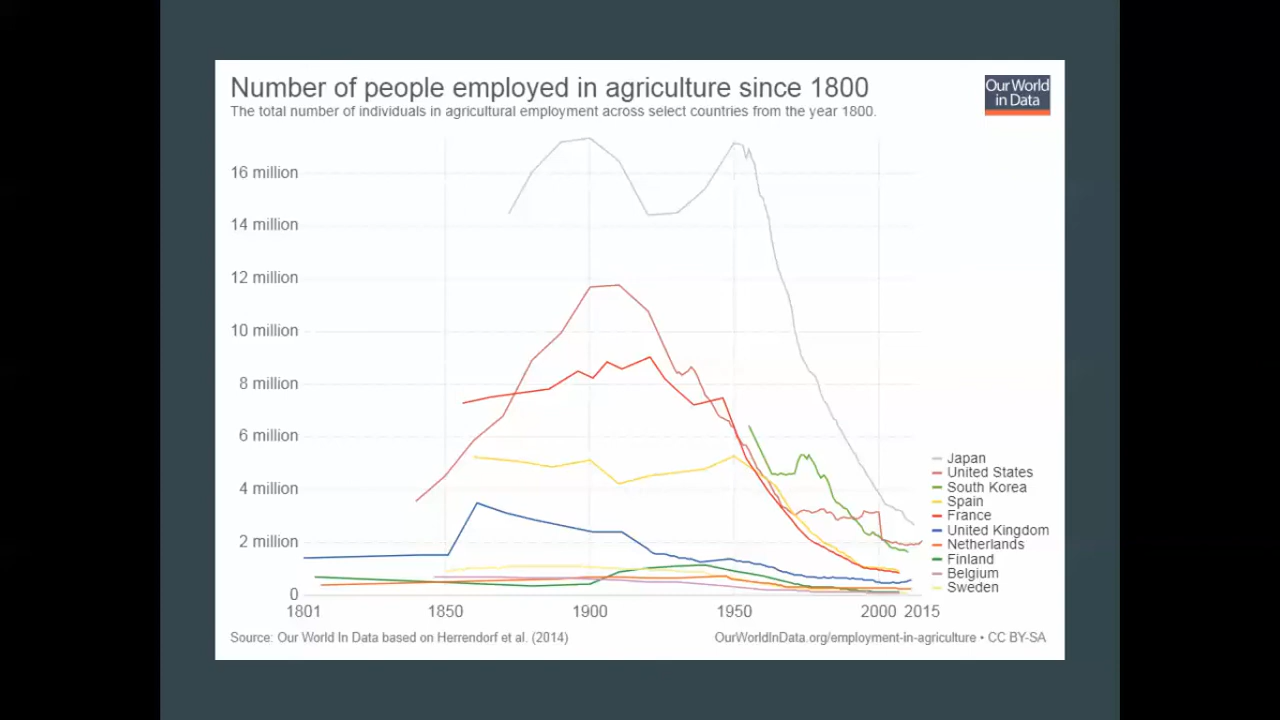 Number of people employed in agriculture since 1800
The total number of individuals in agricultural employment across select countries from the year 1800.
Our World
in Data
16 million
14 million
12 million
10 million
8 million
6 million
4 million
2 million
0
1801
1850
1900
1950
2000
2015
Japan
United States
South Korea
Spain
France
United Kingdom
Netherlands
Finland
Belgium
Sweden
Source: Our World In Data based on Herrendorf et al. (2014)
OurWorldInData.org/employment-in-agriculture • CC BY-SA